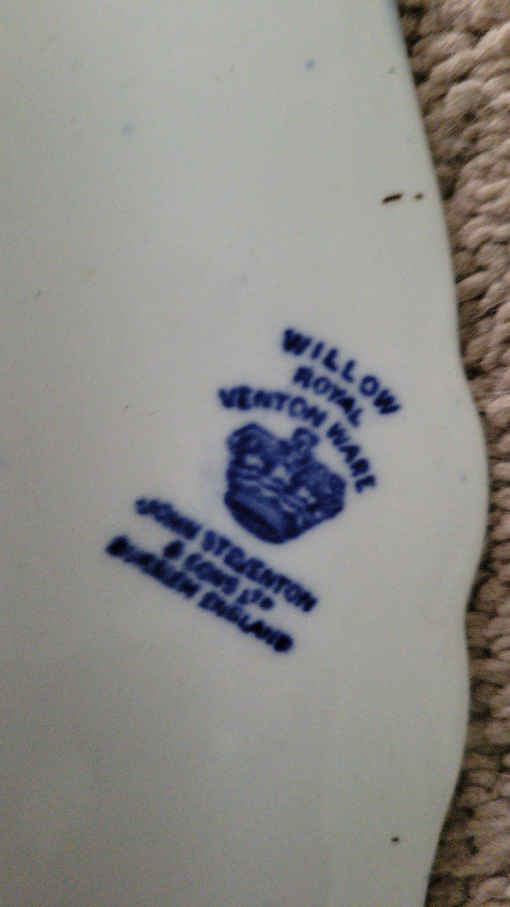 WILLOW
ROYAL
VENTON WARE
JOHN STEVENTON
& SONS LTD
BURSLEM ENGLAND